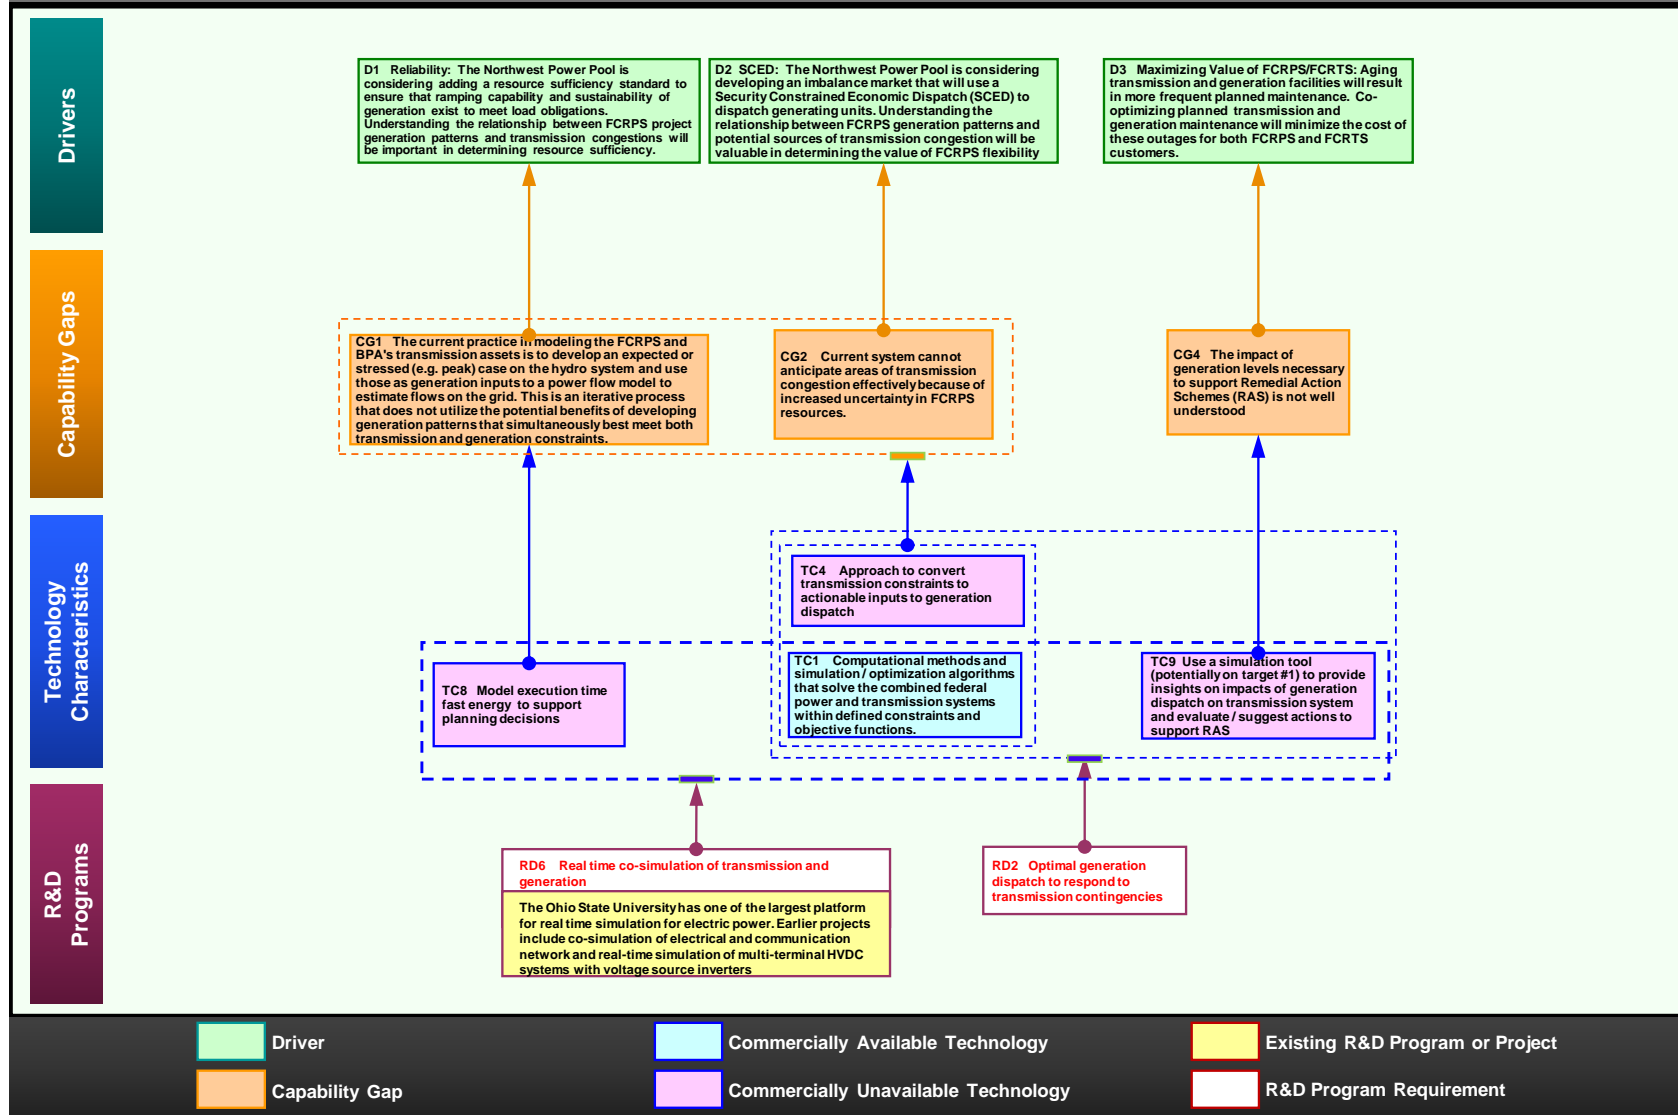 Drivers
D1 Reliability: The Northwest Power Pool is
considering adding a resource sufficiency standard to
ensure that ramping capability and sustainability of
generation exist to meet load obligations.
Understanding the relationship between FCRPS project
generation patterns and transmission congestions will
be important in determining resource sufficiency.
D2 SCED: The Northwest Power Pool is considering
developing an imbalance market that will use a
Security Constrained Economic Dispatch (SCED) to
dispatch generating units. Understanding the
relationship between FCRPS generation patterns and
potential sources of transmission congestion will be
valuable in determining the value of FCRPS flexibility
D3 Maximizing Value of FCRPS/FCRTS: Aging
transmission and generation facilities will result
in more frequent planned maintenance. Co-
optimizing planned transmission and
generation maintenance will minimize the cost of
these outages for both FCRPS and FCRTS
customers.
Capability Gaps
CG1 The current practice in modeling the FCRPS and
BPA's transmission assets is to develop an expected or
stressed (e.g. peak) case on the hydro system and use
those as generation inputs to a power flow model to
estimate flows on the grid. This is an iterative process
that does not utilize the potential benefits of developing
generation patterns that simultaneously best meet both
transmission and generation constraints.
CG2 Current system cannot
anticipate areas of transmission
congestion effectively because of
increased uncertainty in FCRPS
resources.
CG4 The impact of
generation levels necessary
to support Remedial Action
Schemes (RAS) is not well
understood
Technology
Characteristics
TC4 Approach to convert
transmission constraints to
actionable inputs to generation
dispatch
TC8 Model execution time
fast energy to support
planning decisions
TC1 Computational methods and
simulation / optimization algorithms
that solve the combined federal
power and transmission systems
within defined constraints and
objective functions.
TC9 Use a simulation tool
(potentially on target #1) to provide
insights on impacts of generation
dispatch on transmission system
and evaluate / suggest actions to
support RAS
R&D
Programs
RD6 Real time co-simulation of transmission and
generation
The Ohio State University has one of the largest platform
for real time simulation for electric power. Earlier projects
include co-simulation of electrical and communication
network and real-time simulation of multi-terminal HVDC
systems with voltage source inverters
RD2 Optimal generation
dispatch to respond to
transmission contingencies
Driver
Commercially Available Technology
Existing R&D Program or Project
Capability Gap
Commercially Unavailable Technology
R&D Program Requirement